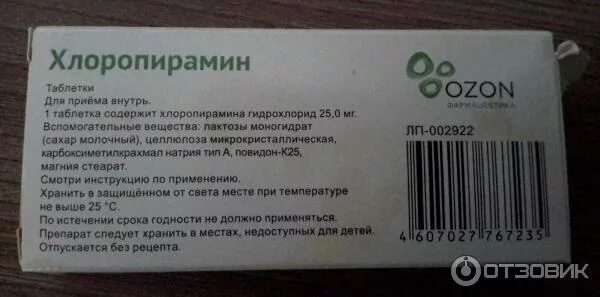 Хлоропирамин
OZON
ФАРМАЦЕВТИКА
Таблетки
Для приёма внутрь.
1 таблетка содержит хлоропирамина гидрохлорид 25,0 мг.
Вспомогательные вещества: лактозы моногидрат
(сахар молочный), целлюлоза микрокристаллическая,
карбоксиметилкрахмал натрия тип А, повидон-К25,
магния стеарат.
Смотри инструкцию по применению.
Хранить в защищённом от света месте при температуре
не выше 25 °С.
По истечении срока годности не должно применяться.
Препарат следует хранить в местах, недоступных для детей.
Отпускается без рецепта.
ЛП-002922
4 607027 767235
ОТЗОВИК